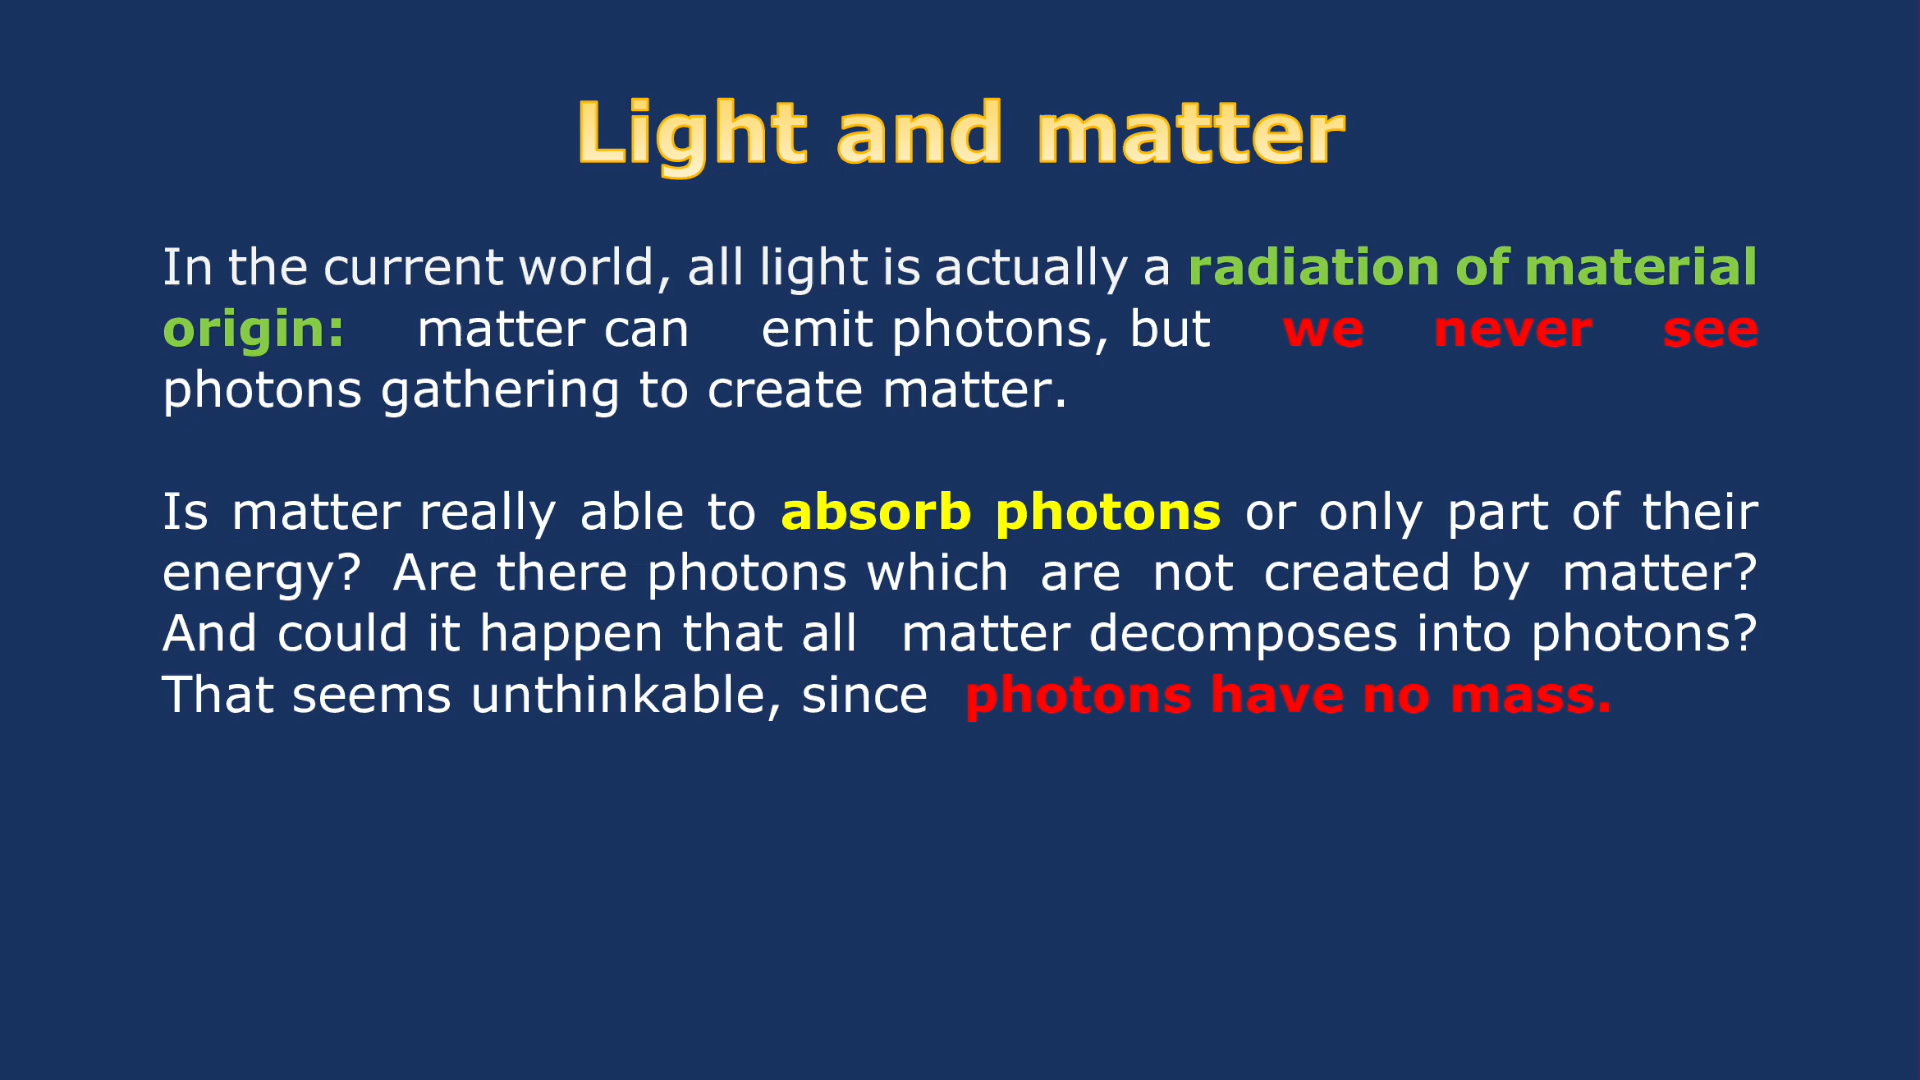 Light and matter
In the current world, all light is actually a radiation of material
origin: matter can emit photons, but we never see
photons gathering to create matter.
Is matter really able to absorb photons or only part of their
energy? Are there photons which are not created by matter?
And could it happen that all matter decomposes into photons?
That seems unthinkable, since photons have no mass.